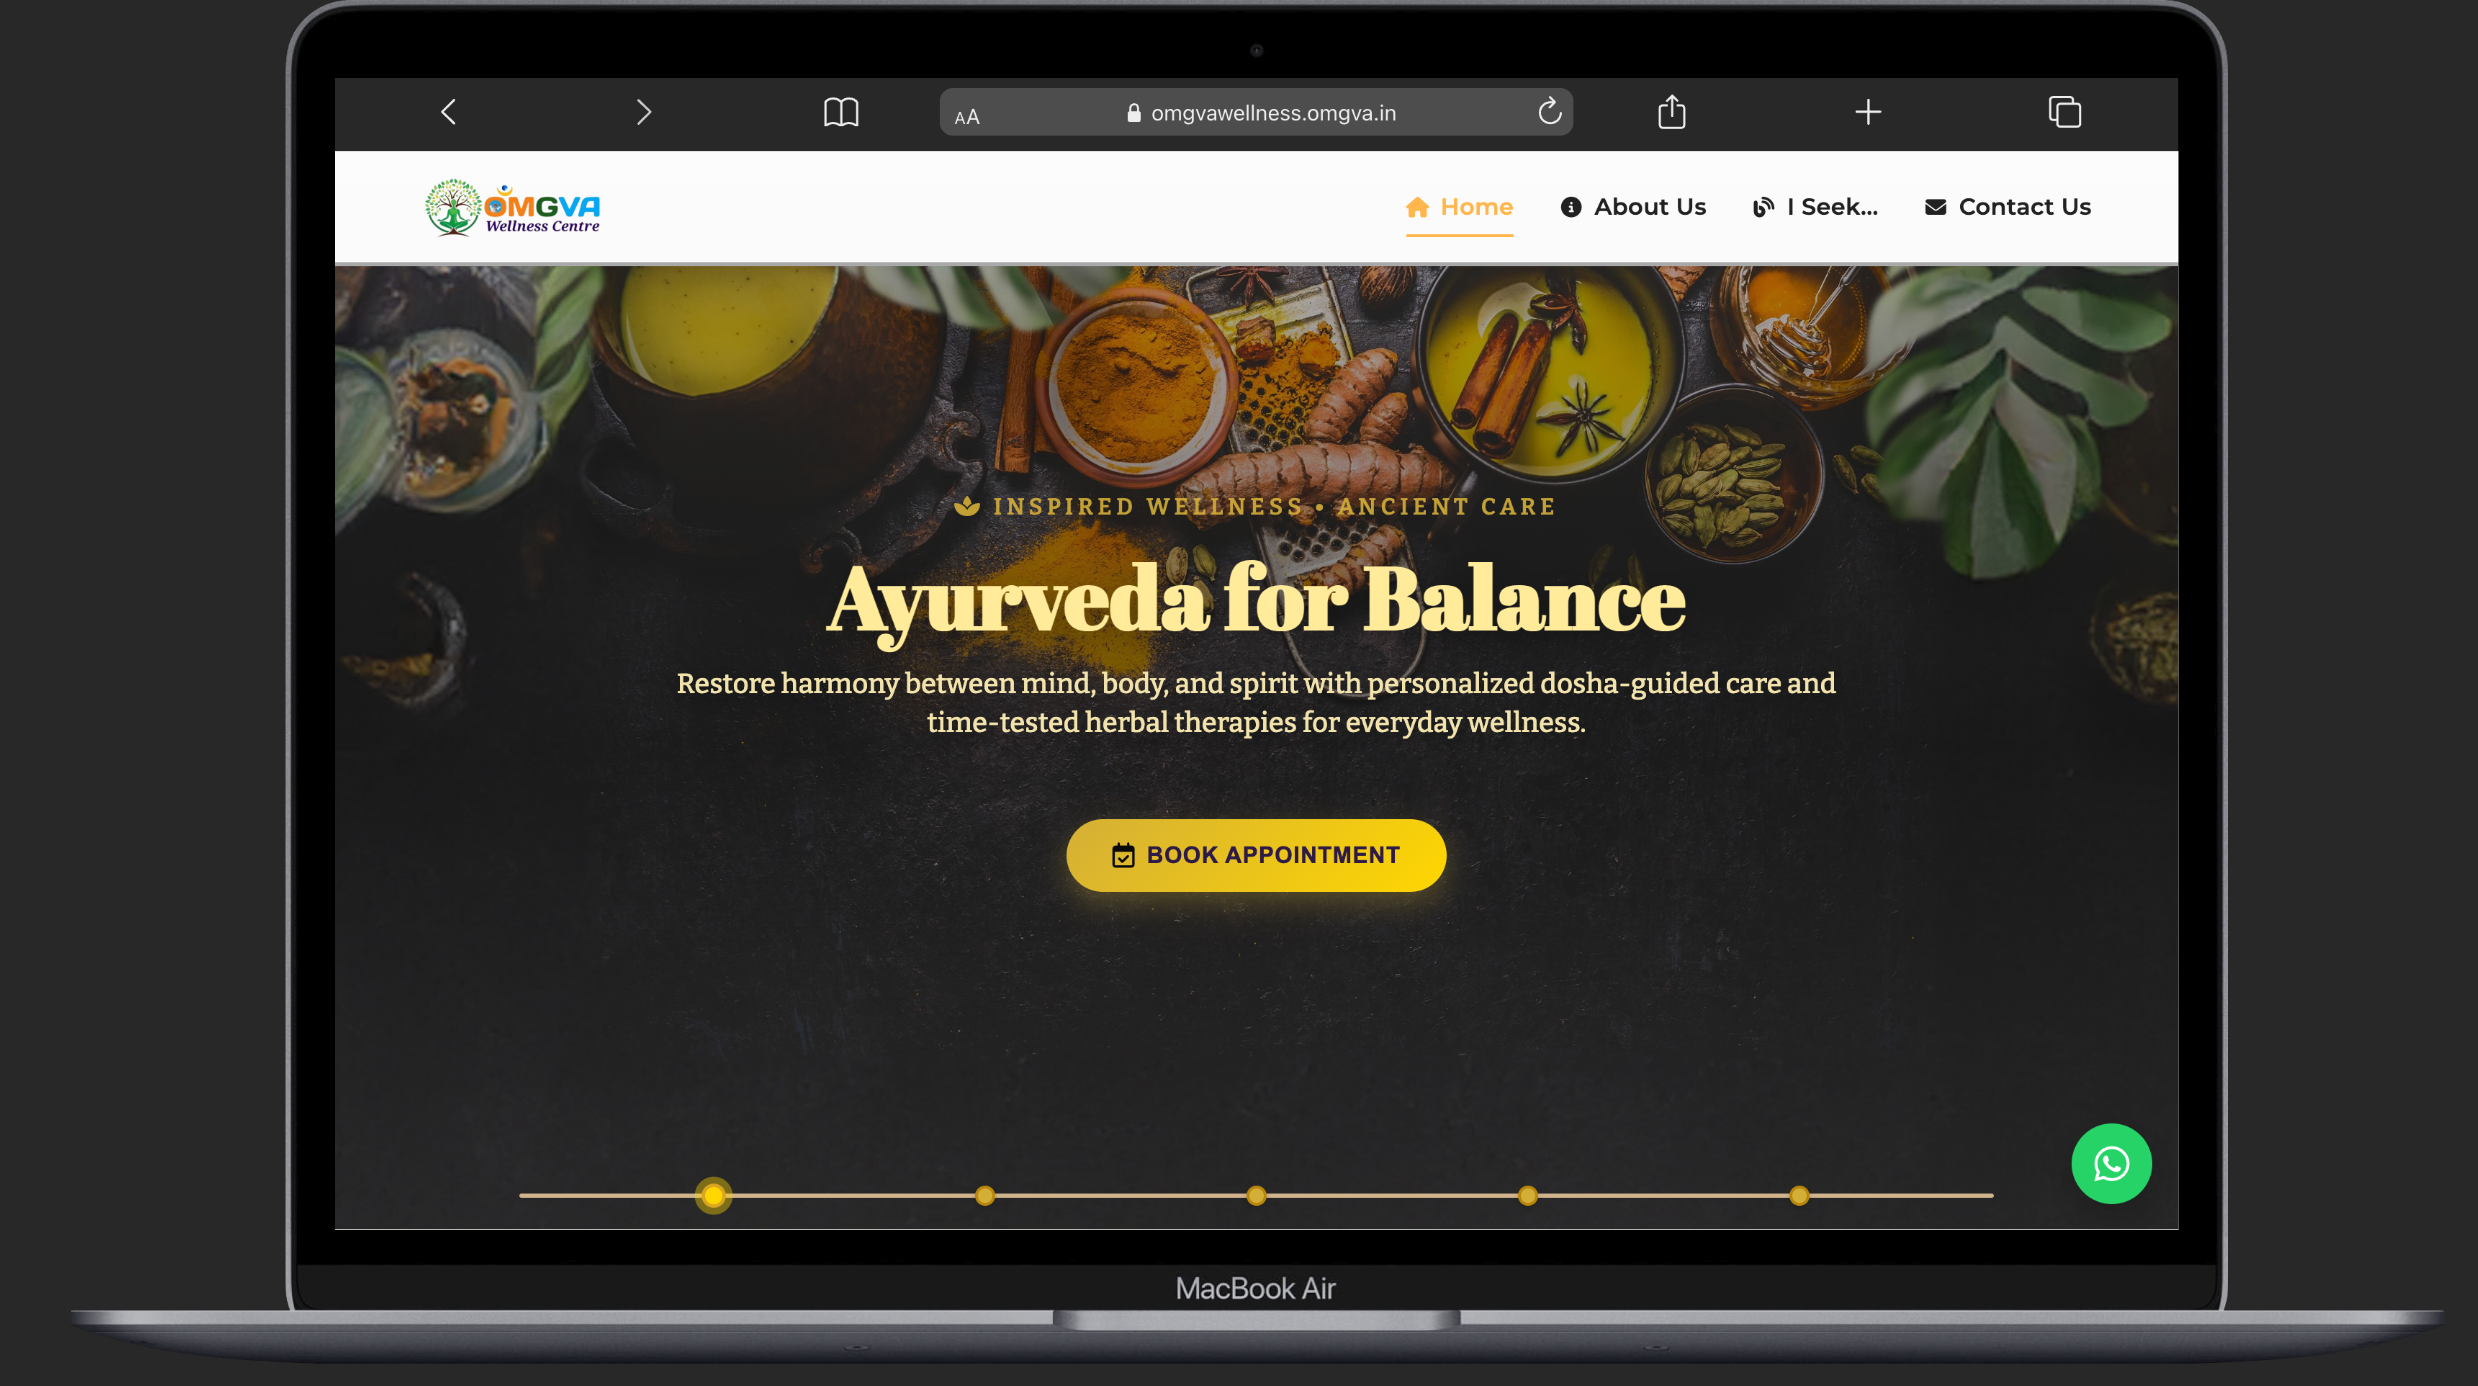 AA omgvawellness.omgva.in
OMGVA
Wellness Centre
Home About Us I Seek... Contact Us
INSPIRED WELLNESS • ANCIENT CARE
Ayurveda for Balance
Restore harmony between mind, body, and spirit with personalized dosha-guided care and
time-tested herbal therapies for everyday wellness.
BOOK APPOINTMENT
MacBook Air